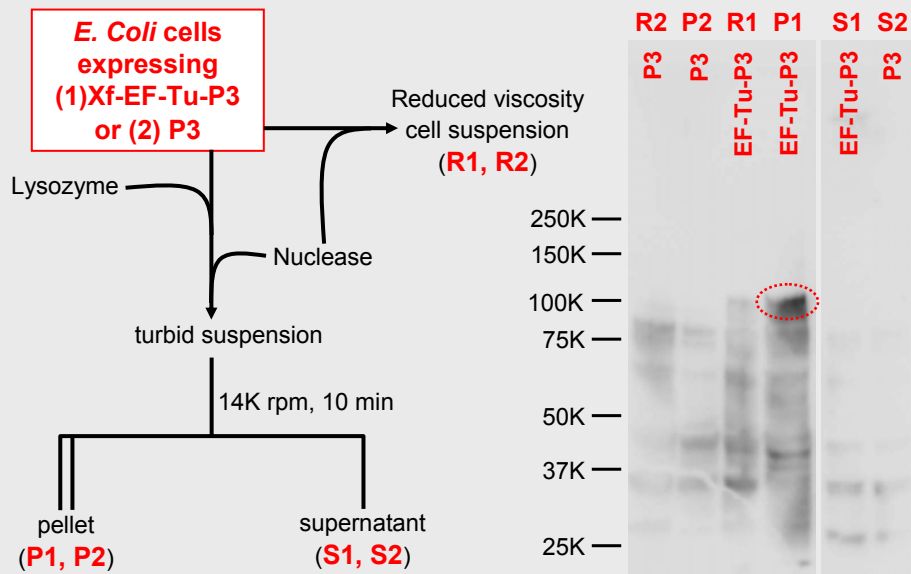 E. Coli cells
expressing
(1)Xf-EF-Tu-P3
or (2) P3
Reduced viscosity
cell suspension
(R1, R2)
Lysozyme
Nuclease
turbid suspension
14K rpm, 10 min
pellet
(P1, P2)
supernatant
(S1, S2)
R2 P2 R1 P1 S1 S2
P3 P3 EF-Tu-P3 EF-Tu-P3 EF-Tu-P3 P3
250K
150K
100K
75K
50K
37K
25K